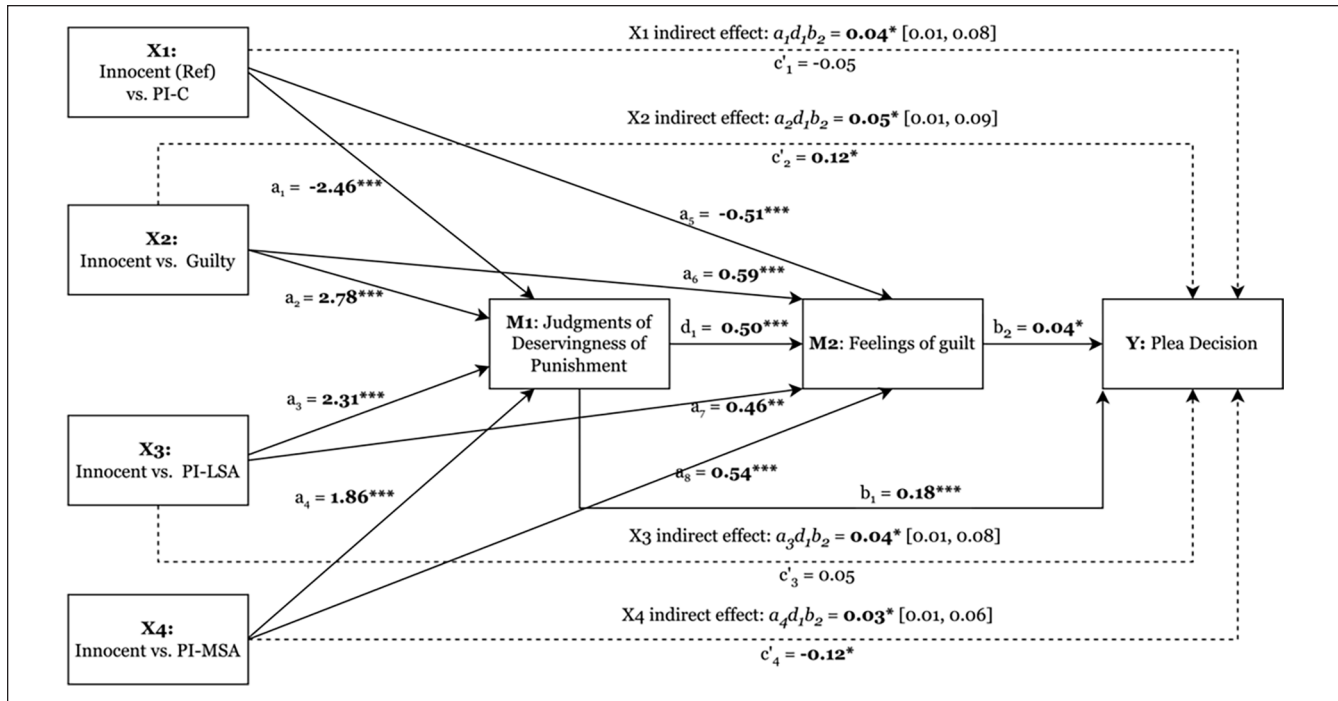 X1:
Innocent (Ref)
vs. PI-C
X1 indirect effect: a₁d₁b₂ = 0.04* [0.01, 0.08]
c'₁ = -0.05
X2 indirect effect: a₂d₁b₂ = 0.05* [0.01, 0.09]
c'₂ = 0.12*
a₁ = -2.46***
a₅ = -0.51***
X2:
Innocent vs. Guilty
a₆ = 0.59***
a₂ = 2.78***
M1: Judgments of
Deservingness of
Punishment
d₁ = 0.50***
M2: Feelings of guilt
b₂ = 0.04*
Y: Plea Decision
a₃ = 2.31***
a₇ = 0.46**
X3:
Innocent vs. PI-LSA
a₈ = 0.54***
a₄ = 1.86***
b₁ = 0.18***
X3 indirect effect: a₃d₁b₂ = 0.04* [0.01, 0.08]
c'₃ = 0.05
X4 indirect effect: a₄d₁b₂ = 0.03* [0.01, 0.06]
c'₄ = -0.12*
X4:
Innocent vs. PI-MSA